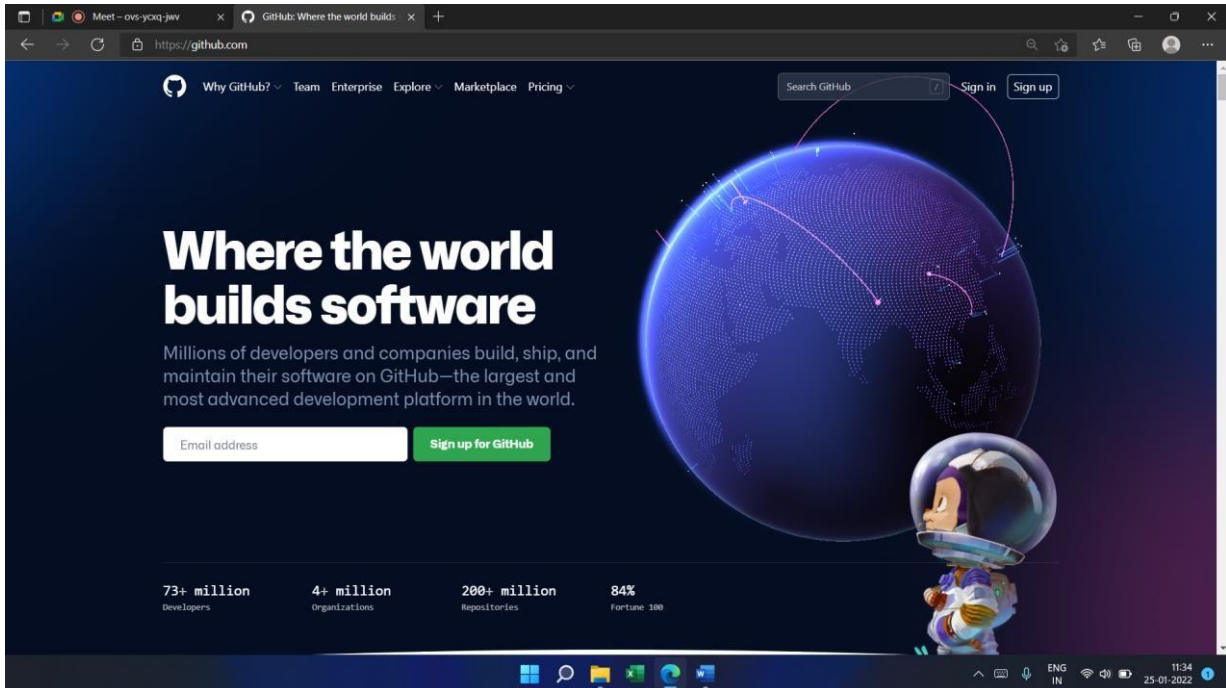 Meet – ovs-ycxq-jwv
GitHub: Where the world builds
https://github.com
Why GitHub? Team Enterprise Explore Marketplace Pricing
Search GitHub / Sign in Sign up
Where the world
builds software
Millions of developers and companies build, ship, and
maintain their software on GitHub—the largest and
most advanced development platform in the world.
Email address Sign up for GitHub
73+ million 4+ million 200+ million 84%
Developers Organizations Repositories Fortune 100
ENG 11:34
IN 25-01-2022 1